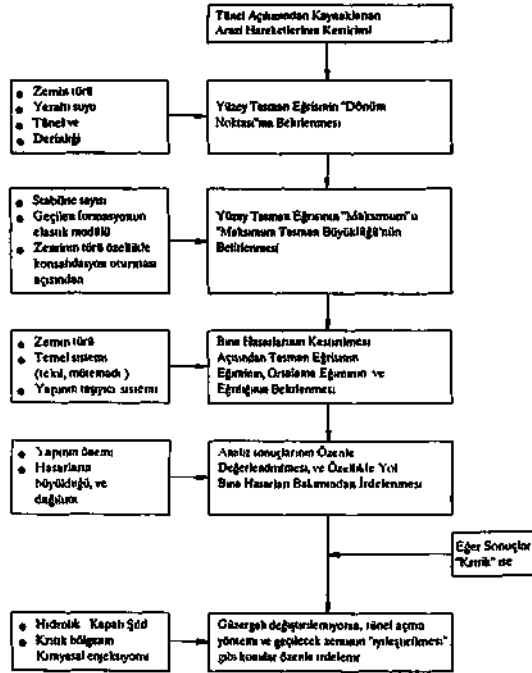 Tünel Açılmasından Kaynaklanan
Arazi Hareketlerinin Kestirimi
● Zemin türü
● Yeraltı suyu
● Tünel ve
● Derinliği
Yüzey Tasman Eğrisinin "Dönüm
Noktası"nın Belirlenmesi
● Stabilite sayısı
● Geçilen formasyonun
elastik modülü
● Zeminin türü özellikle
konsolidasyon oturması
açısından
Yüzey Tasman Eğrisinin "Maksimum"u
"Maksimum Tasman Büyüklüğü"nün
Belirlenmesi
● Zemin türü
● Temel sistemi
(tekil, mütemadi)
● Yapının taşıyıcı sistemi
Bina Hasarlarının Kestirilmesi
Açısından Tasman Eğrisinin
Eğiminin, Ortalama Eğiminin ve
Eğriliğinin Belirlenmesi
● Yapının önemi
● Hasarların
büyüklüğü, ve
dağılımı
Analiz sonuçlarının Özenle
Değerlendirilmesi, ve Özellikle Yol
Bina Hasarları Bakımından İrdelenmesi
Eğer Sonuçlar
"Kritik" ise
● Hidrolik Kapalı Şild
● Kritik bölgenin
Kimyasal enjeksiyonu
Güzergah değiştirilemiyorsa, tünel açma
yöntemi ve geçilecek zeminin "iyileştirilmesi"
gibi konular özenle irdelenir